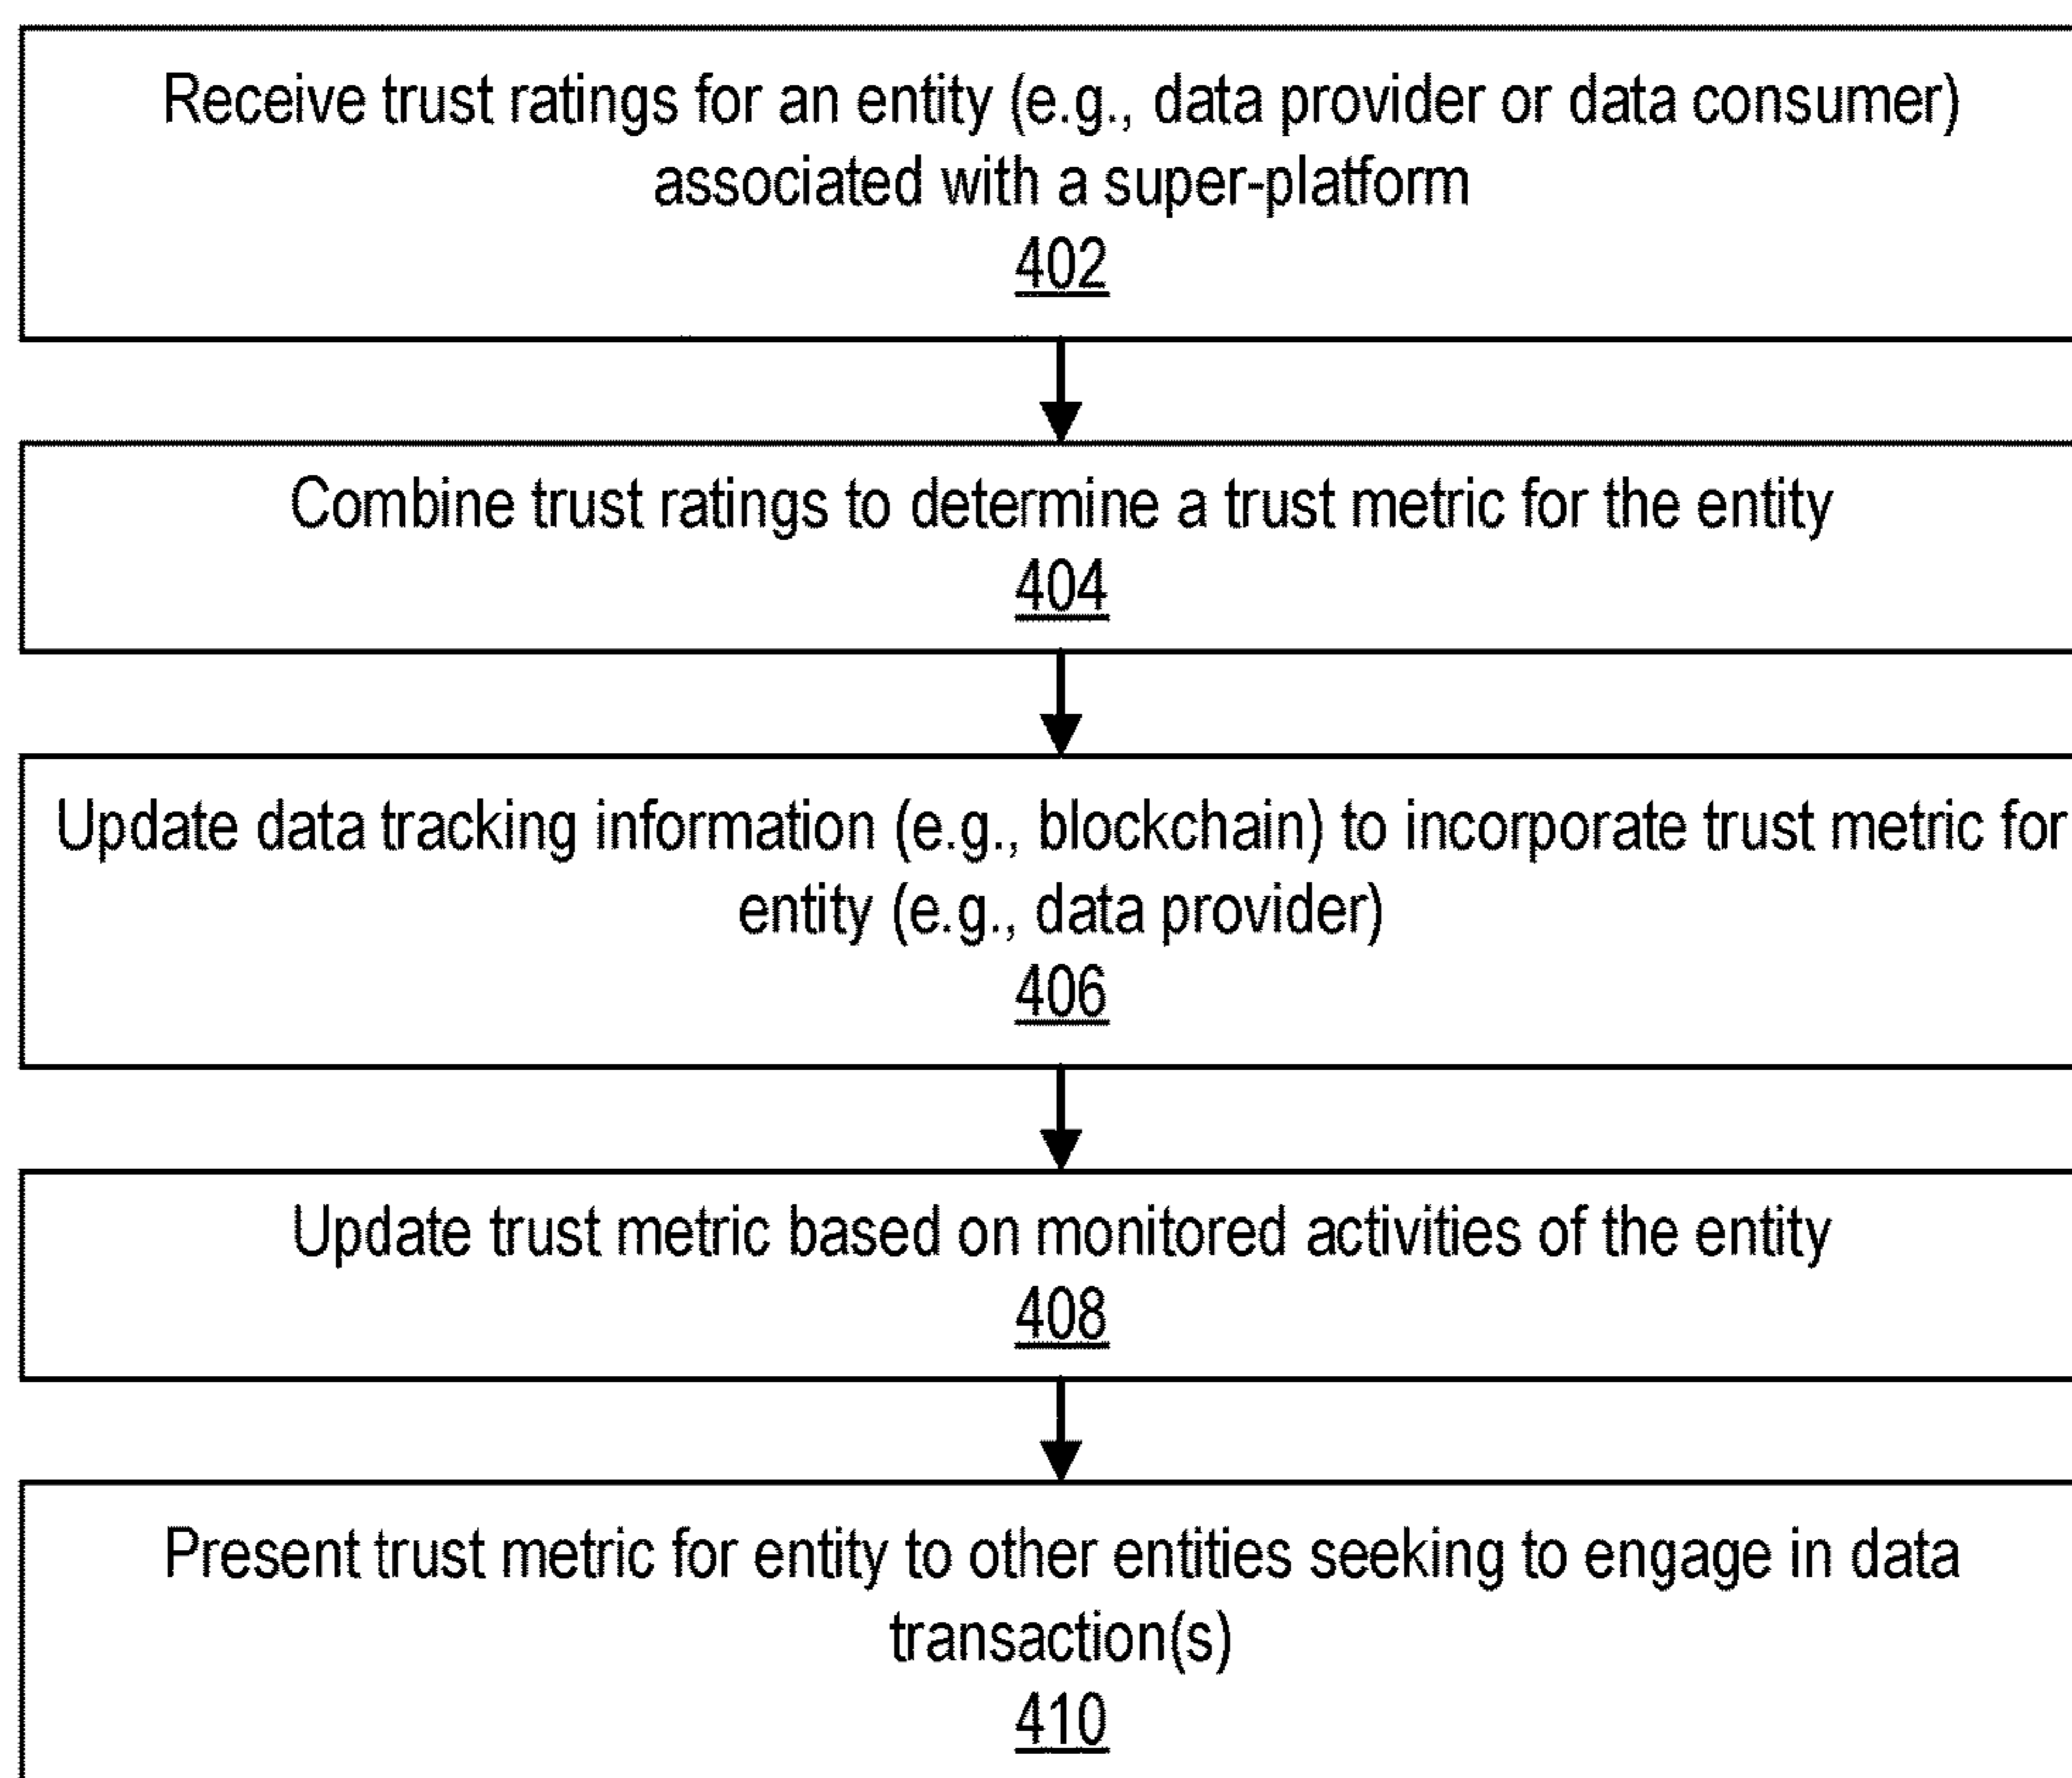 Receive trust ratings for an entity (e.g., data provider or data consumer)
associated with a super-platform
402
Combine trust ratings to determine a trust metric for the entity
404
Update data tracking information (e.g., blockchain) to incorporate trust metric for
entity (e.g., data provider)
406
Update trust metric based on monitored activities of the entity
408
Present trust metric for entity to other entities seeking to engage in data
transaction(s)
410